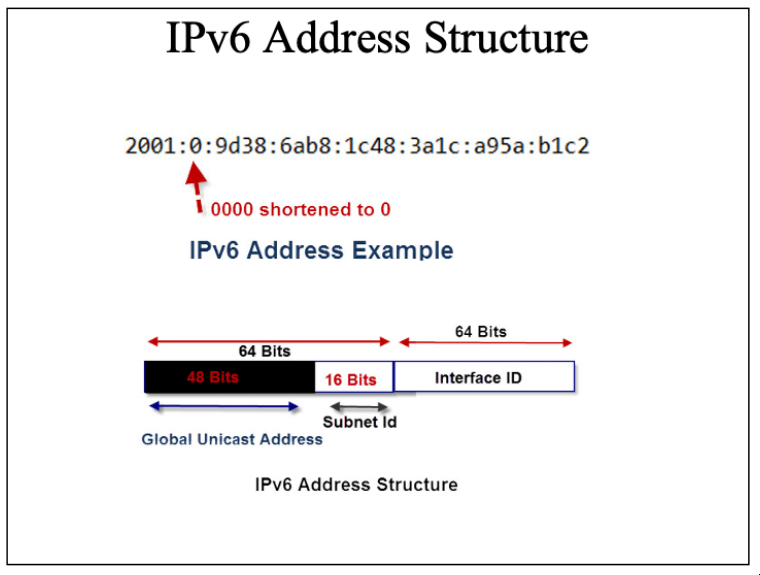 IPv6 Address Structure
2001:0:9d38:6ab8:1c48:3a1c:a95a:b1c2
0000 shortened to 0
IPv6 Address Example
64 Bits
64 Bits
48 Bits
16 Bits
Interface ID
Subnet Id
Global Unicast Address
IPv6 Address Structure